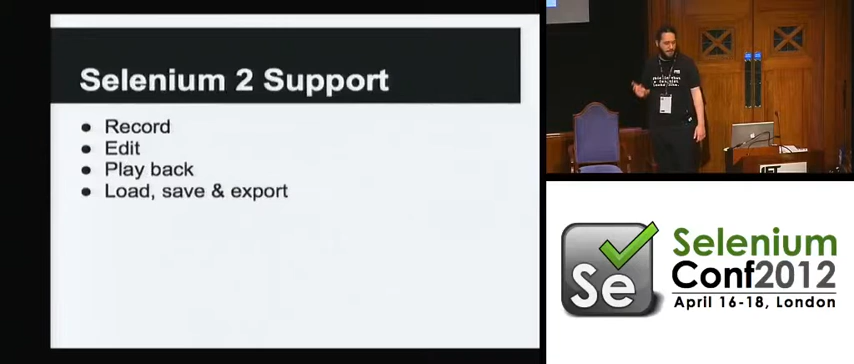 Selenium 2 Support
● Record
● Edit
● Play back
● Load, save & export
Se
Selenium
Conf2012
April 16-18, London